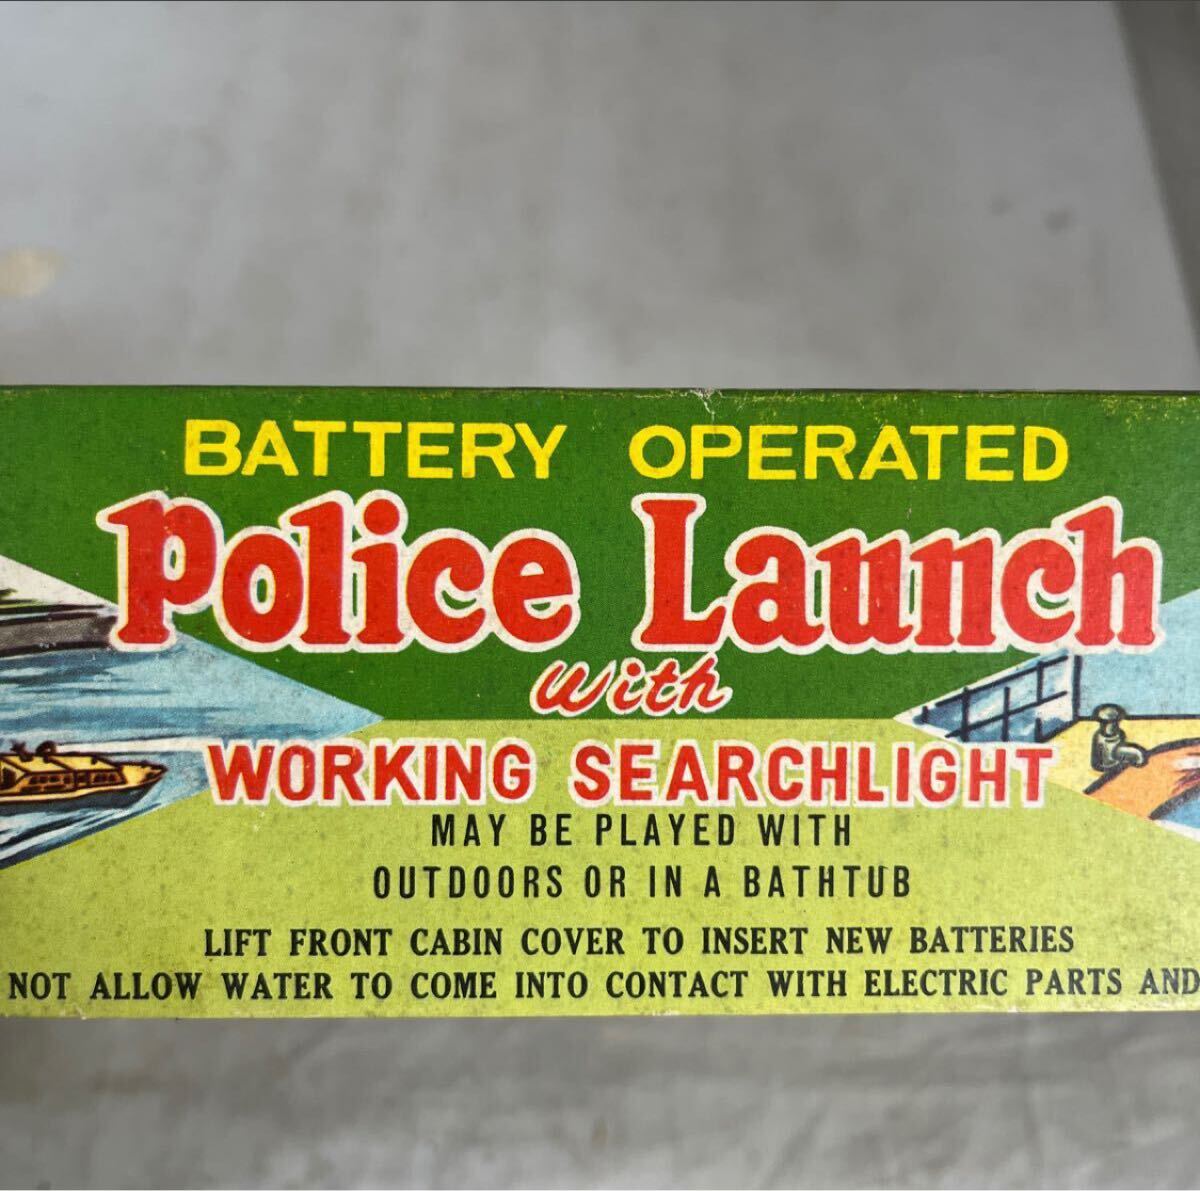 BATTERY OPERATED
Police Launch
with
WORKING SEARCHLIGHT
MAY BE PLAYED WITH
OUTDOORS OR IN A BATHTUB
LIFT FRONT CABIN COVER TO INSERT NEW BATTERIES
NOT ALLOW WATER TO COME INTO CONTACT WITH ELECTRIC PARTS AND